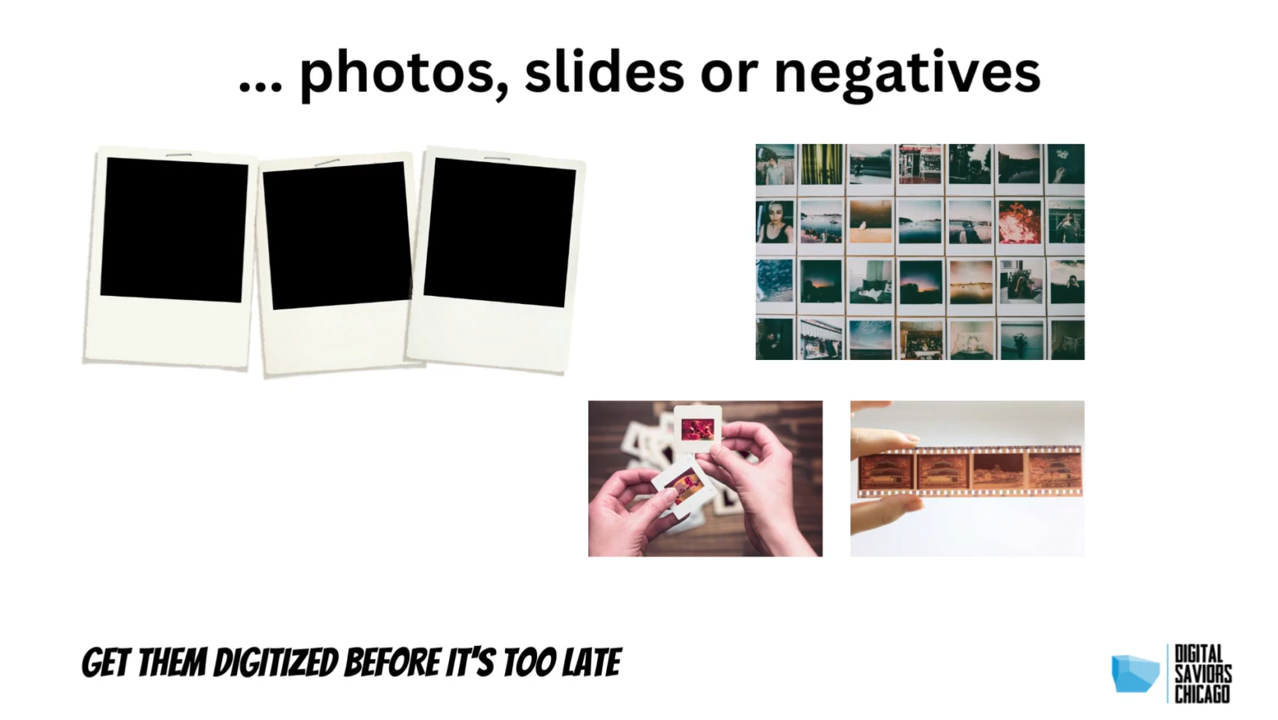 ... photos, slides or negatives
GET THEM DIGITIZED BEFORE IT'S TOO LATE
DIGITAL
SAVIORS
CHICAGO